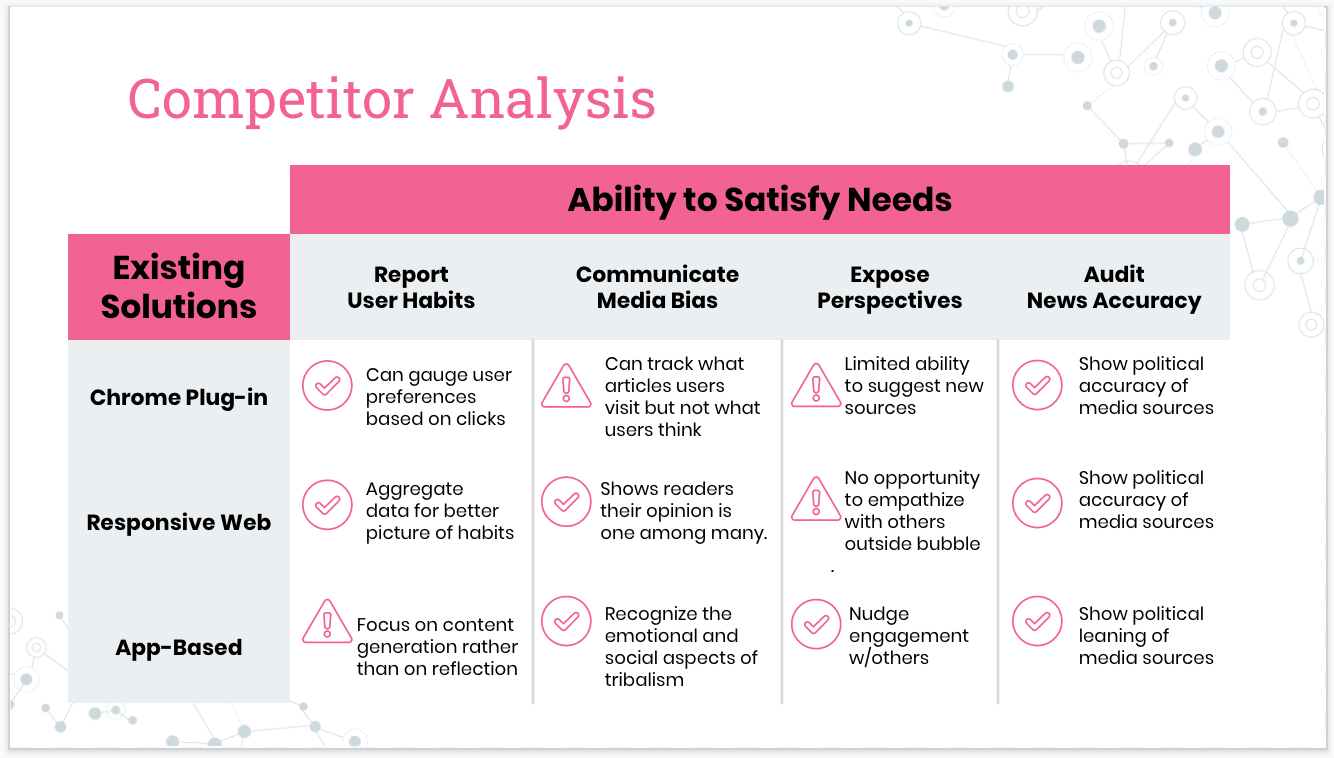 Competitor Analysis
Ability to Satisfy Needs
Existing
Solutions
Report
User Habits
Communicate
Media Bias
Expose
Perspectives
Audit
News Accuracy
Chrome Plug-in
Can gauge user
preferences
based on clicks
Can track what
articles users
visit but not what
users think
Limited ability
to suggest new
sources
Show political
accuracy of
media sources
Responsive Web
Aggregate
data for better
picture of habits
Shows readers
their opinion is
one among many.
No opportunity
to empathize
with others
outside bubble
.
Show political
accuracy of
media sources
App-Based
Focus on content
generation rather
than on reflection
Recognize the
emotional and
social aspects of
tribalism
Nudge
engagement
w/others
Show political
leaning of
media sources